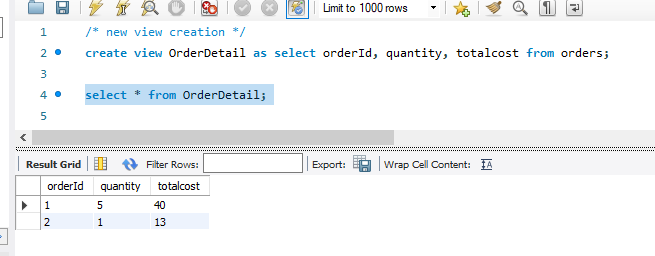 Limit to 1000 rows
1 /* new view creation */
2 create view OrderDetail as select orderId, quantity, totalcost from orders;
3
4 select * from OrderDetail;
5
Result Grid Filter Rows: Export: Wrap Cell Content:
orderId quantity totalcost
1 5 40
2 1 13